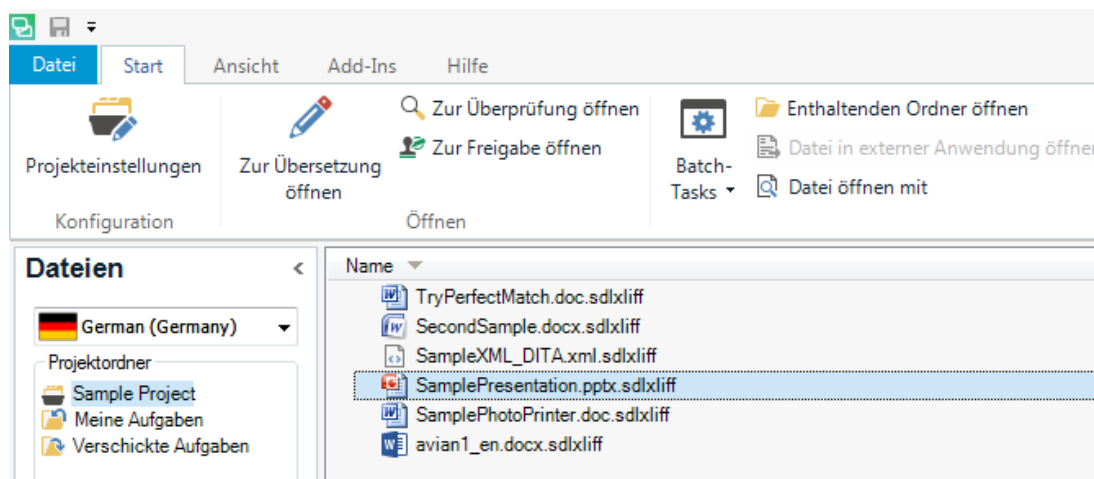 Datei Start Ansicht Add-Ins Hilfe
Projekteinstellungen
Konfiguration
Zur Übersetzung
öffnen
Zur Überprüfung öffnen
Zur Freigabe öffnen
Öffnen
Batch-
Tasks
Enthaltenden Ordner öffnen
Datei in externer Anwendung öffnen
Datei öffnen mit
Dateien
German (Germany)
Projektordner
Sample Project
Meine Aufgaben
Verschickte Aufgaben
Name
TryPerfectMatch.doc.sdlxliff
SecondSample.docx.sdlxliff
SampleXML_DITA.xml.sdlxliff
SamplePresentation.pptx.sdlxliff
SamplePhotoPrinter.doc.sdlxliff
avian1_en.docx.sdlxliff